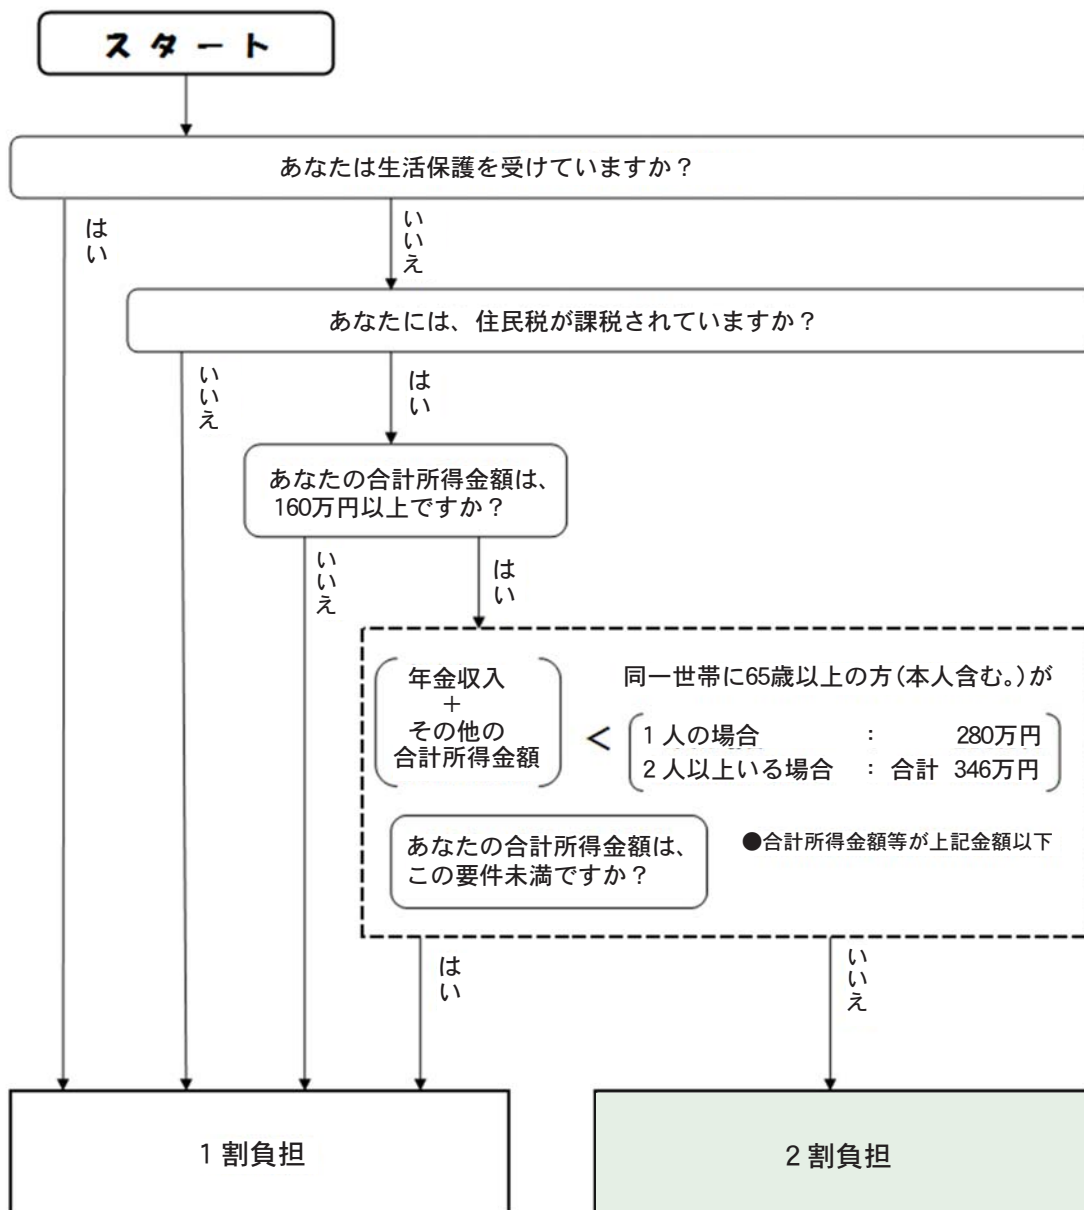 スタート
あなたは生活保護を受けていますか？
はい
いいえ
あなたには、住民税が課税されていますか？
いいえ
はい
あなたの合計所得金額は、
160万円以上ですか？
いいえ
はい
年金収入
＋
その他の
合計所得金額
＜
同一世帯に65歳以上の方（本人含む。）が
1人の場合　：　280万円
2人以上いる場合　：合計 346万円
あなたの合計所得金額は、
この要件未満ですか？
●合計所得金額等が上記金額以下
はい
いいえ
1割負担
2割負担